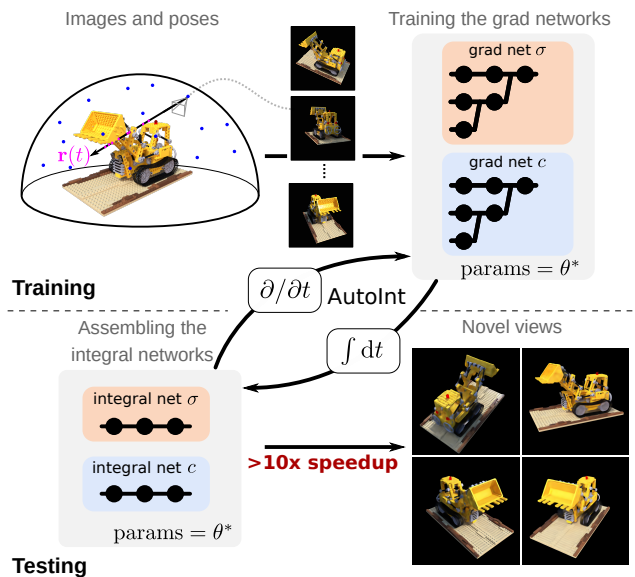 Images and poses
Training the grad networks
grad net σ
r(t)
grad net c
params = θ*
Training
∂/∂t
AutoInt
∫ dt
Assembling the
integral networks
Novel views
integral net σ
>10x speedup
integral net c
params = θ*
Testing